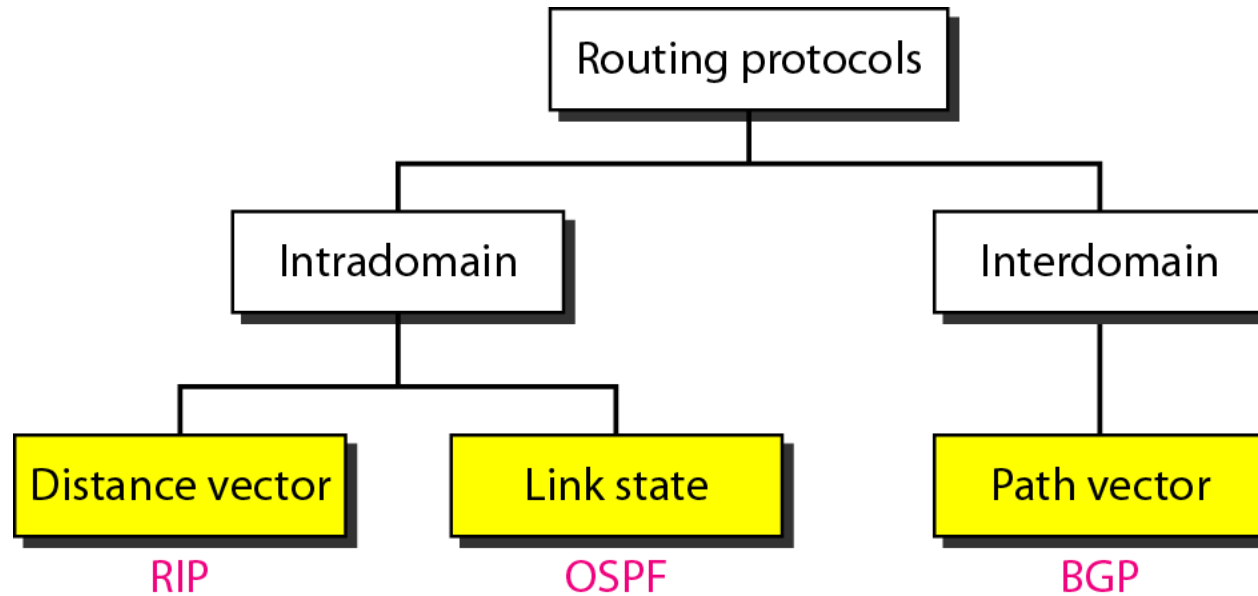 Routing protocols
Intradomain
Interdomain
Distance vector
Link state
Path vector
RIP
OSPF
BGP